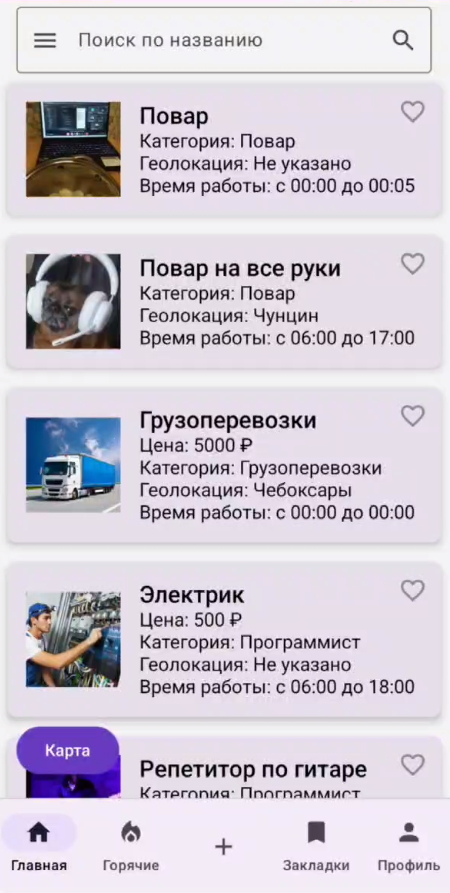 Поиск по названию
Повар
Категория: Повар
Геолокация: Не указано
Время работы: с 00:00 до 00:05
Повар на все руки
Категория: Повар
Геолокация: Чунцин
Время работы: с 06:00 до 17:00
Грузоперевозки
Цена: 5000 ₽
Категория: Грузоперевозки
Геолокация: Чебоксары
Время работы: с 00:00 до 00:00
Электрик
Цена: 500 ₽
Категория: Программист
Геолокация: Не указано
Время работы: с 06:00 до 18:00
Карта
Репетитор по гитаре
Категория: Программист
Главная
Горячие
Закладки
Профиль